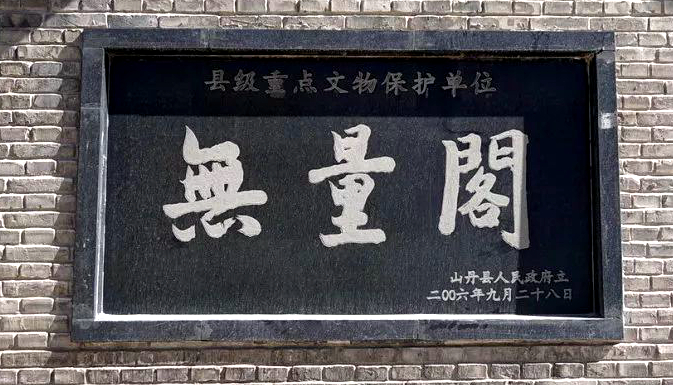 县级重点文物保护单位
無量閣
山丹县人民政府立
二00六年九月二十八日